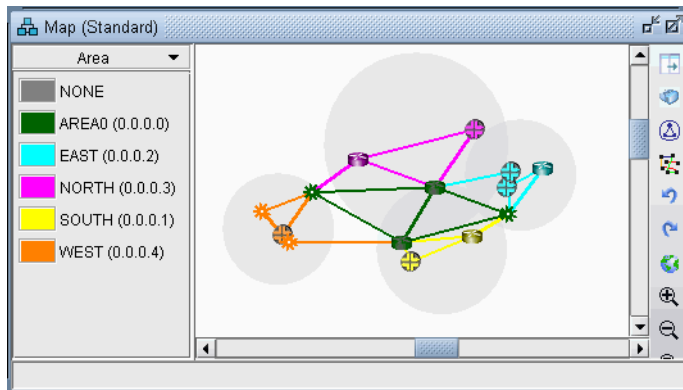 Map (Standard)
Area
NONE
AREA0 (0.0.0.0)
EAST (0.0.0.2)
NORTH (0.0.0.3)
SOUTH (0.0.0.1)
WEST (0.0.0.4)